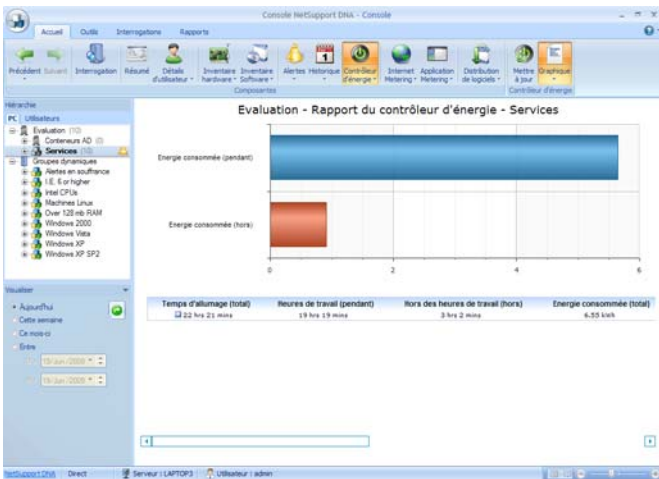 Console NetSupport DNA - Console
Accueil Outils Interrogations Rapports
Précédent Suivant Interrogation Résumé Détails d'utilisateur Inventaire hardware Inventaire Software Alertes Historique Contrôleur d'énergie Internet Metering Application Metering Distribution de logiciels Mettre à jour Graphique
Composantes Contrôleur d'énergie
Hiérarchie
PC Utilisateurs
Evaluation (10)
Conteneurs AD (0)
Services (10)
Groupes dynamiques
Alertes en souffrance
I.E. 6 or higher
Intel CPUs
Machines Linux
Over 128 mb RAM
Windows 2000
Windows Vista
Windows XP
Windows XP SP2
Evaluation - Rapport du contrôleur d'énergie - Services
Energie consommée (pendant)
Energie consommée (hors)
0 2 4 6
Visualiser
Aujourd'hui
Cette semaine
Ce mois-ci
Entre
Temps d'allumage (total) Heures de travail (pendant) Hors des heures de travail (hors) Energie consommée (total)
22 hrs 21 mins 19 hrs 19 mins 3 hrs 2 mins 6.55 kWh
NetSupport DNA Direct Serveur : LAPTOP3 Utilisateur : admin